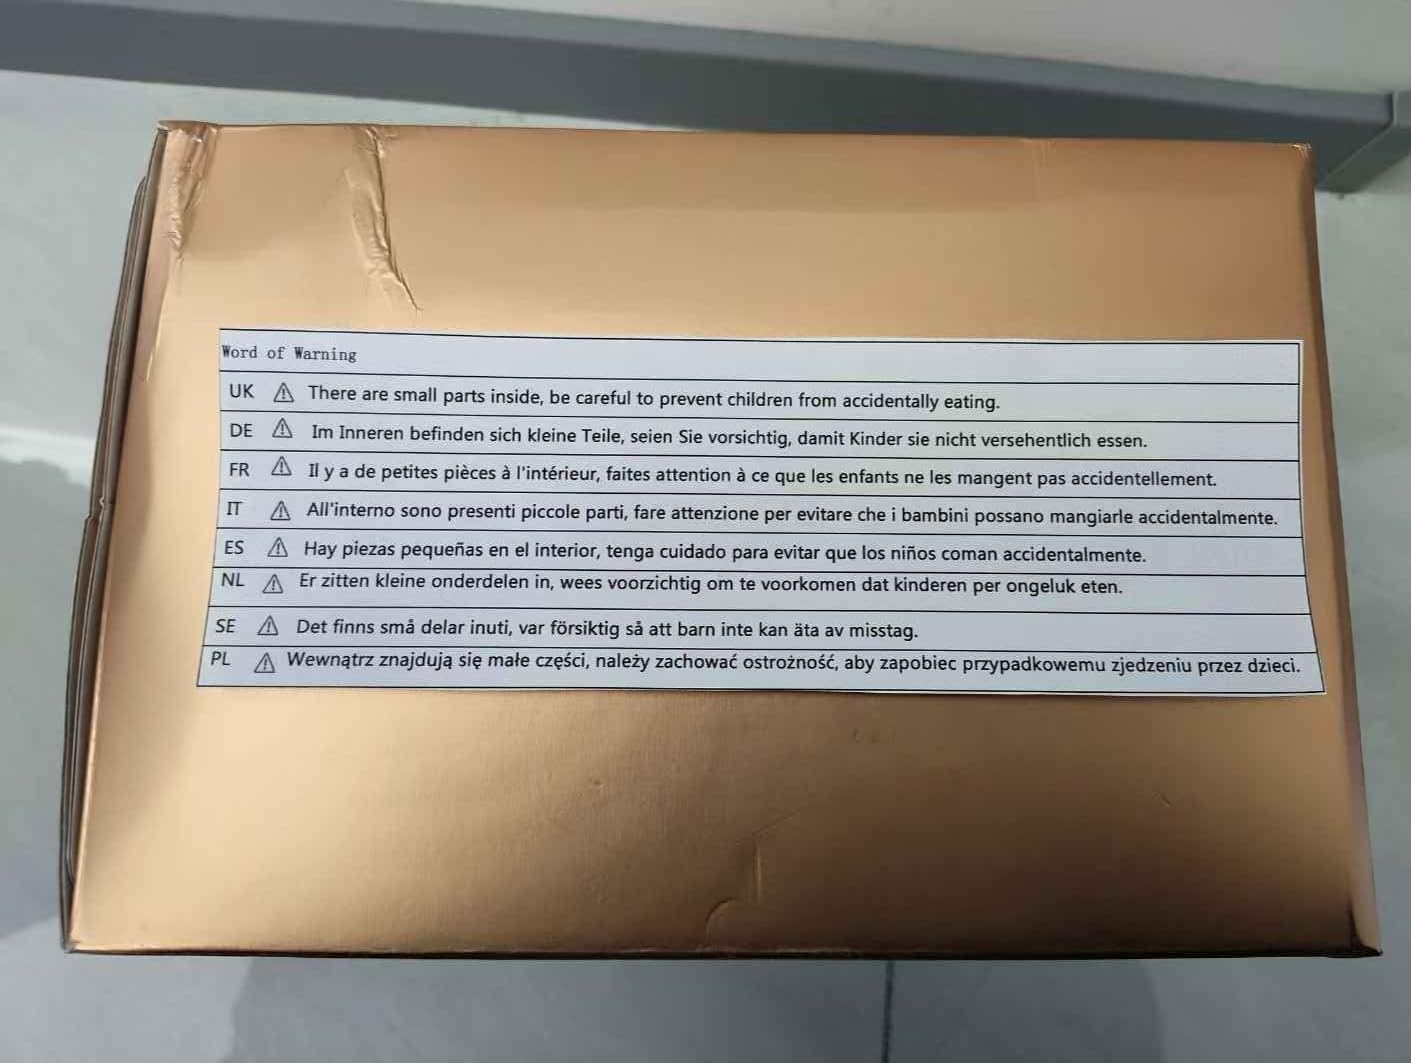 Word of Warning
UK ⚠ There are small parts inside, be careful to prevent children from accidentally eating.
DE ⚠ Im Inneren befinden sich kleine Teile, seien Sie vorsichtig, damit Kinder sie nicht versehentlich essen.
FR ⚠ Il y a de petites pièces à l'intérieur, faites attention à ce que les enfants ne les mangent pas accidentellement.
IT ⚠ All'interno sono presenti piccole parti, fare attenzione per evitare che i bambini possano mangiarle accidentalmente.
ES ⚠ Hay piezas pequeñas en el interior, tenga cuidado para evitar que los niños coman accidentalmente.
NL ⚠ Er zitten kleine onderdelen in, wees voorzichtig om te voorkomen dat kinderen per ongeluk eten.
SE ⚠ Det finns små delar inuti, var försiktig så att barn inte kan äta av misstag.
PL ⚠ Wewnątrz znajdują się małe części, należy zachować ostrożność, aby zapobiec przypadkowemu zjedzeniu przez dzieci.